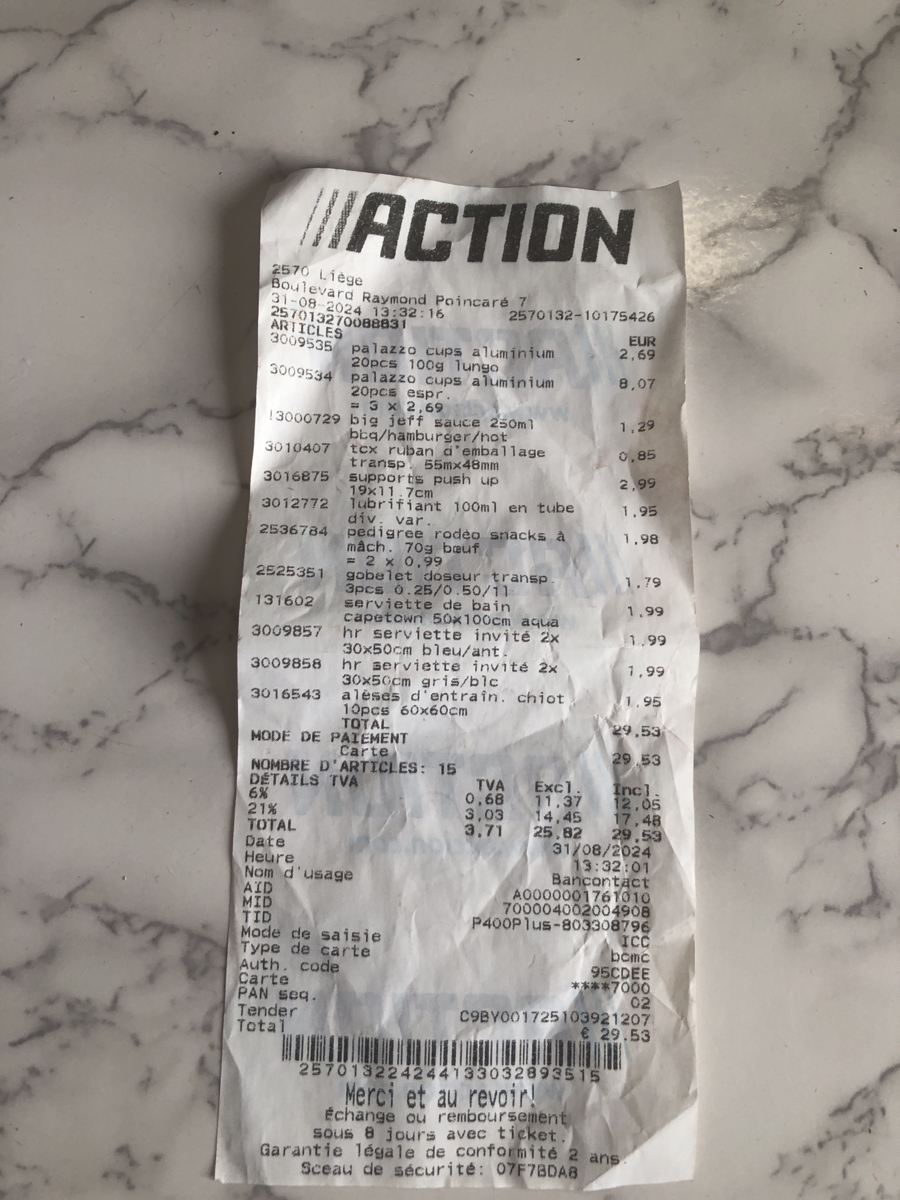 ///ACTION
2570 Liège
Boulevard Raymond Poincaré 7
31-08-2024 13:32:16 2570132-10175426
257013270088831
ARTICLES EUR
3009535 palazzo cups aluminium 2,69
20pcs 100g lungo
3009534 palazzo cups aluminium 8,07
20pcs espr.
= 3 x 2,69
!3000729 big jeff sauce 250ml 1,29
bbq/hamburger/hot
3010407 tcx ruban d'emballage 0,85
transp. 55mx48mm
3016875 supports push up 2,99
19x11.7cm
3012772 lubrifiant 100ml en tube 1,95
div. var.
2536784 pedigree rodeo snacks à 1,98
mâch. 70g bœuf
= 2 x 0,99
2525351 gobelet doseur transp. 1,79
3pcs 0.25/0.50/1l
131602 serviette de bain 1,99
capetown 50x100cm aqua
3009857 hr serviette invité 2x 1,99
30x50cm bleu/ant.
3009858 hr serviette invité 2x 1,99
30x50cm gris/blc
3016543 alèses d'entraîn. chiot 1,95
10pcs 60x60cm
TOTAL 29,53
MODE DE PAIEMENT
Carte 29,53
NOMBRE D'ARTICLES: 15
DÉTAILS TVA TVA Excl. Incl.
6% 0,68 11,37 12,05
21% 3,03 14,45 17,48
TOTAL 3,71 25,82 29,53
Date 31/08/2024
Heure 13:32:01
Nom d'usage Bancontact
AID A0000001761010
MID 700004002004908
TID P400Plus-803308796
Mode de saisie ICC
Type de carte bcmc
Auth. code 95CDEE
Carte ****7000
PAN seq. 02
Tender C9BY001725103921207
Total € 29.53
257013224244133032893515
Merci et au revoir!
Échange ou remboursement
sous 8 jours avec ticket.
Garantie légale de conformité 2 ans.
Sceau de sécurité: 07F7BDA8